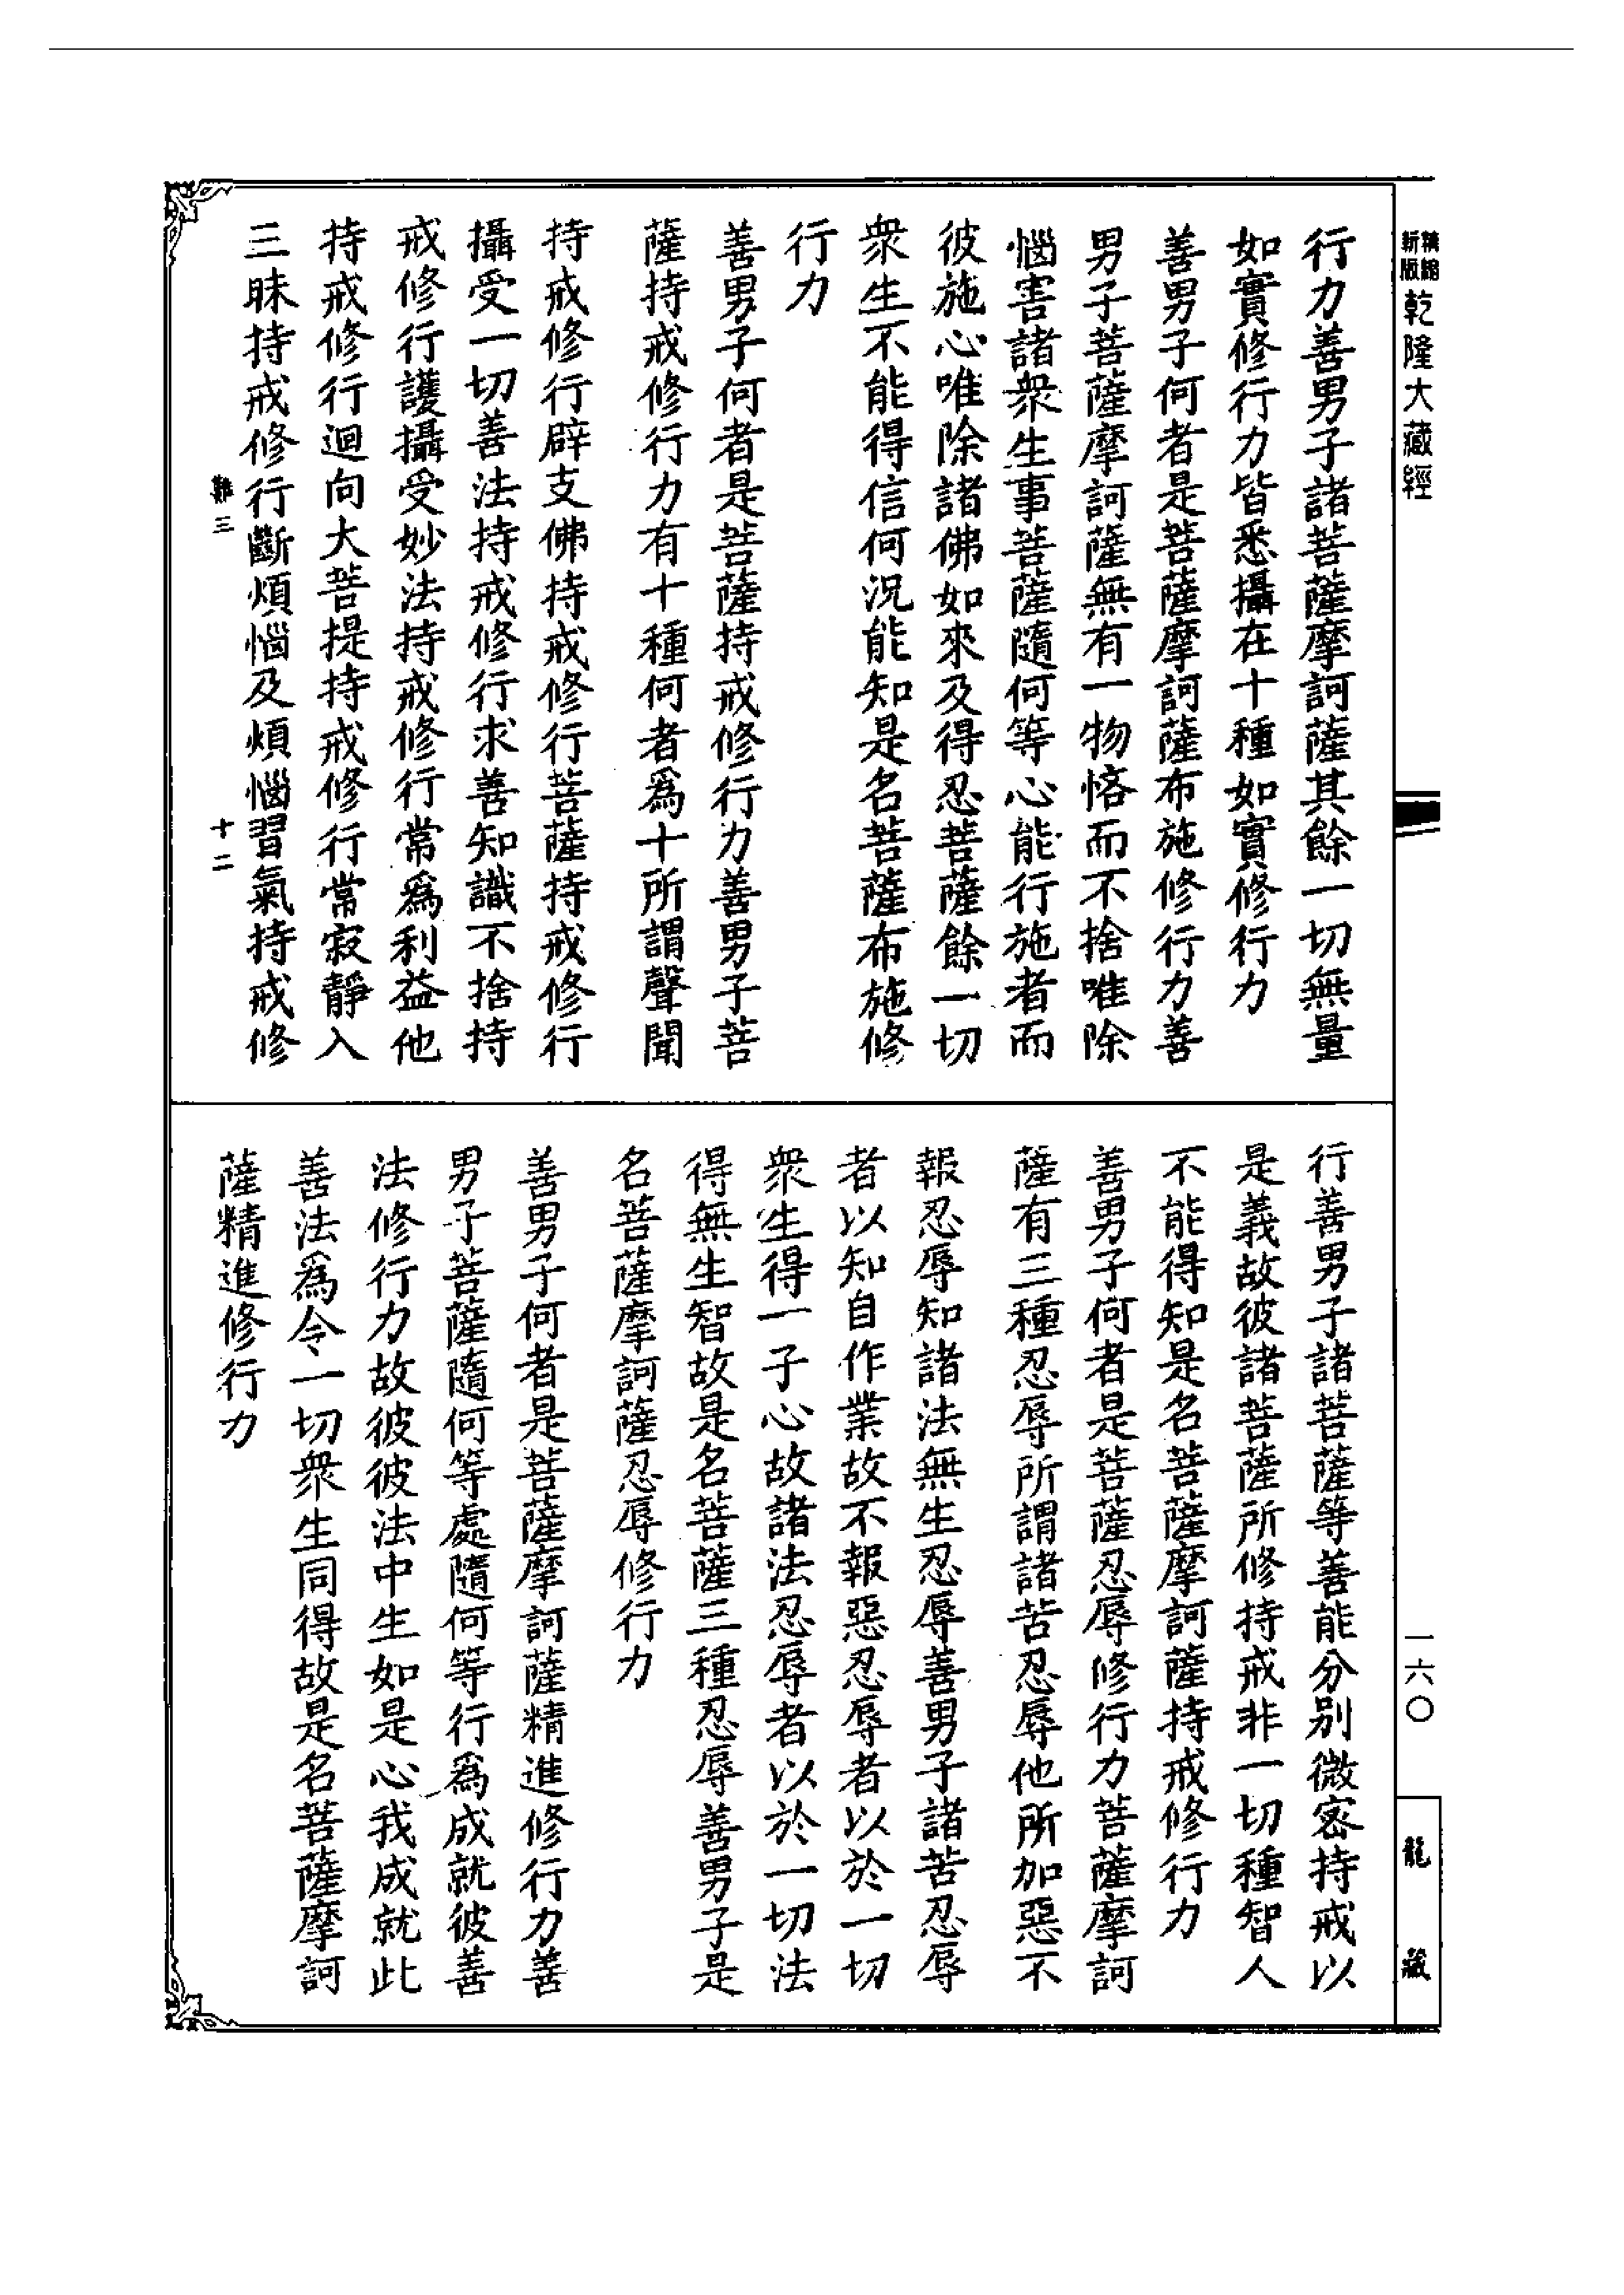 新版
精縮
乾隆大藏經
一六〇
龍藏
行力善男子諸菩薩摩訶薩其餘一切無量
如實修行力皆悉攝在十種如實修行力
善男子何者是菩薩摩訶薩布施修行力善
男子菩薩摩訶薩無有一物悋而不捨唯除
惱害諸衆生事菩薩隨何等心能行施者而
彼施心唯除諸佛如來及得忍菩薩餘一切
衆生不能得信何況能知是名菩薩布施修
行力
善男子何者是菩薩持戒修行力善男子菩
薩持戒修行力有十種何者爲十所謂聲聞
持戒修行辟支佛持戒修行菩薩持戒修行
攝受一切善法持戒修行求善知識不捨持
戒修行護攝受妙法持戒修行常爲利益他
持戒修行迴向大菩提持戒修行常寂靜入
三昧持戒修行斷煩惱及煩惱習氣持戒修
三
十二
行善男子諸菩薩等善能分別微密持戒以
是義故彼諸菩薩所修持戒非一切種智人
不能得知是名菩薩摩訶薩持戒修行力
善男子何者是菩薩忍辱修行力菩薩摩訶
薩有三種忍辱所謂諸苦忍辱他所加惡不
報忍辱知諸法無生忍辱善男子諸苦忍辱
者以知自作業故不報惡忍辱者以於一切
衆生得一子心故諸法忍辱者以於一切法
得無生智故是名菩薩三種忍辱善男子是
名菩薩摩訶薩忍辱修行力
善男子何者是菩薩摩訶薩精進修行力善
男子菩薩隨何等處隨何等行爲成就彼善
法修行力故彼彼法中生如是心我成就此
善法爲令一切衆生同得故是名菩薩摩訶
薩精進修行力